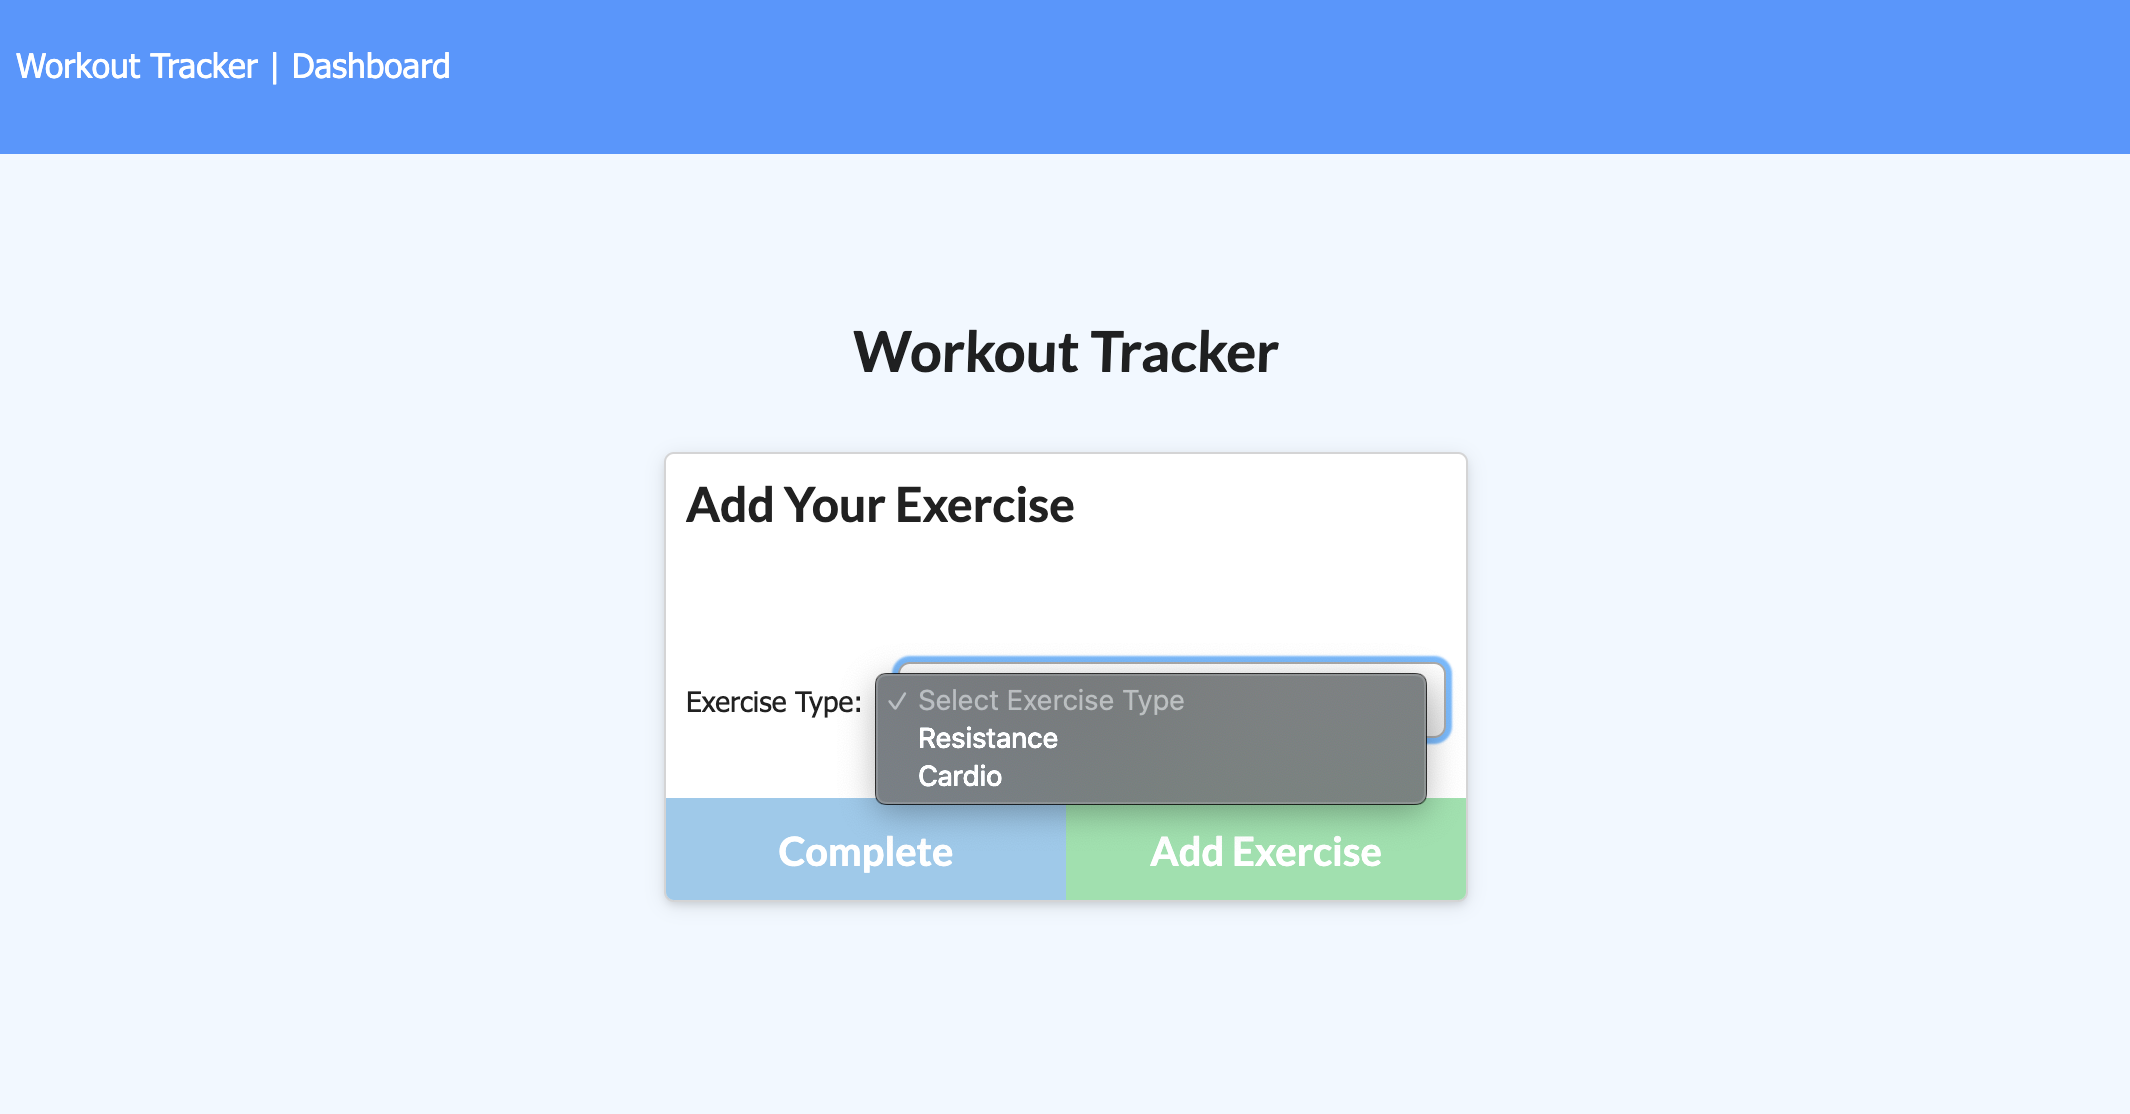 Workout Tracker | Dashboard
Workout Tracker
Add Your Exercise
Exercise Type:
✓ Select Exercise Type
Resistance
Cardio
Complete
Add Exercise